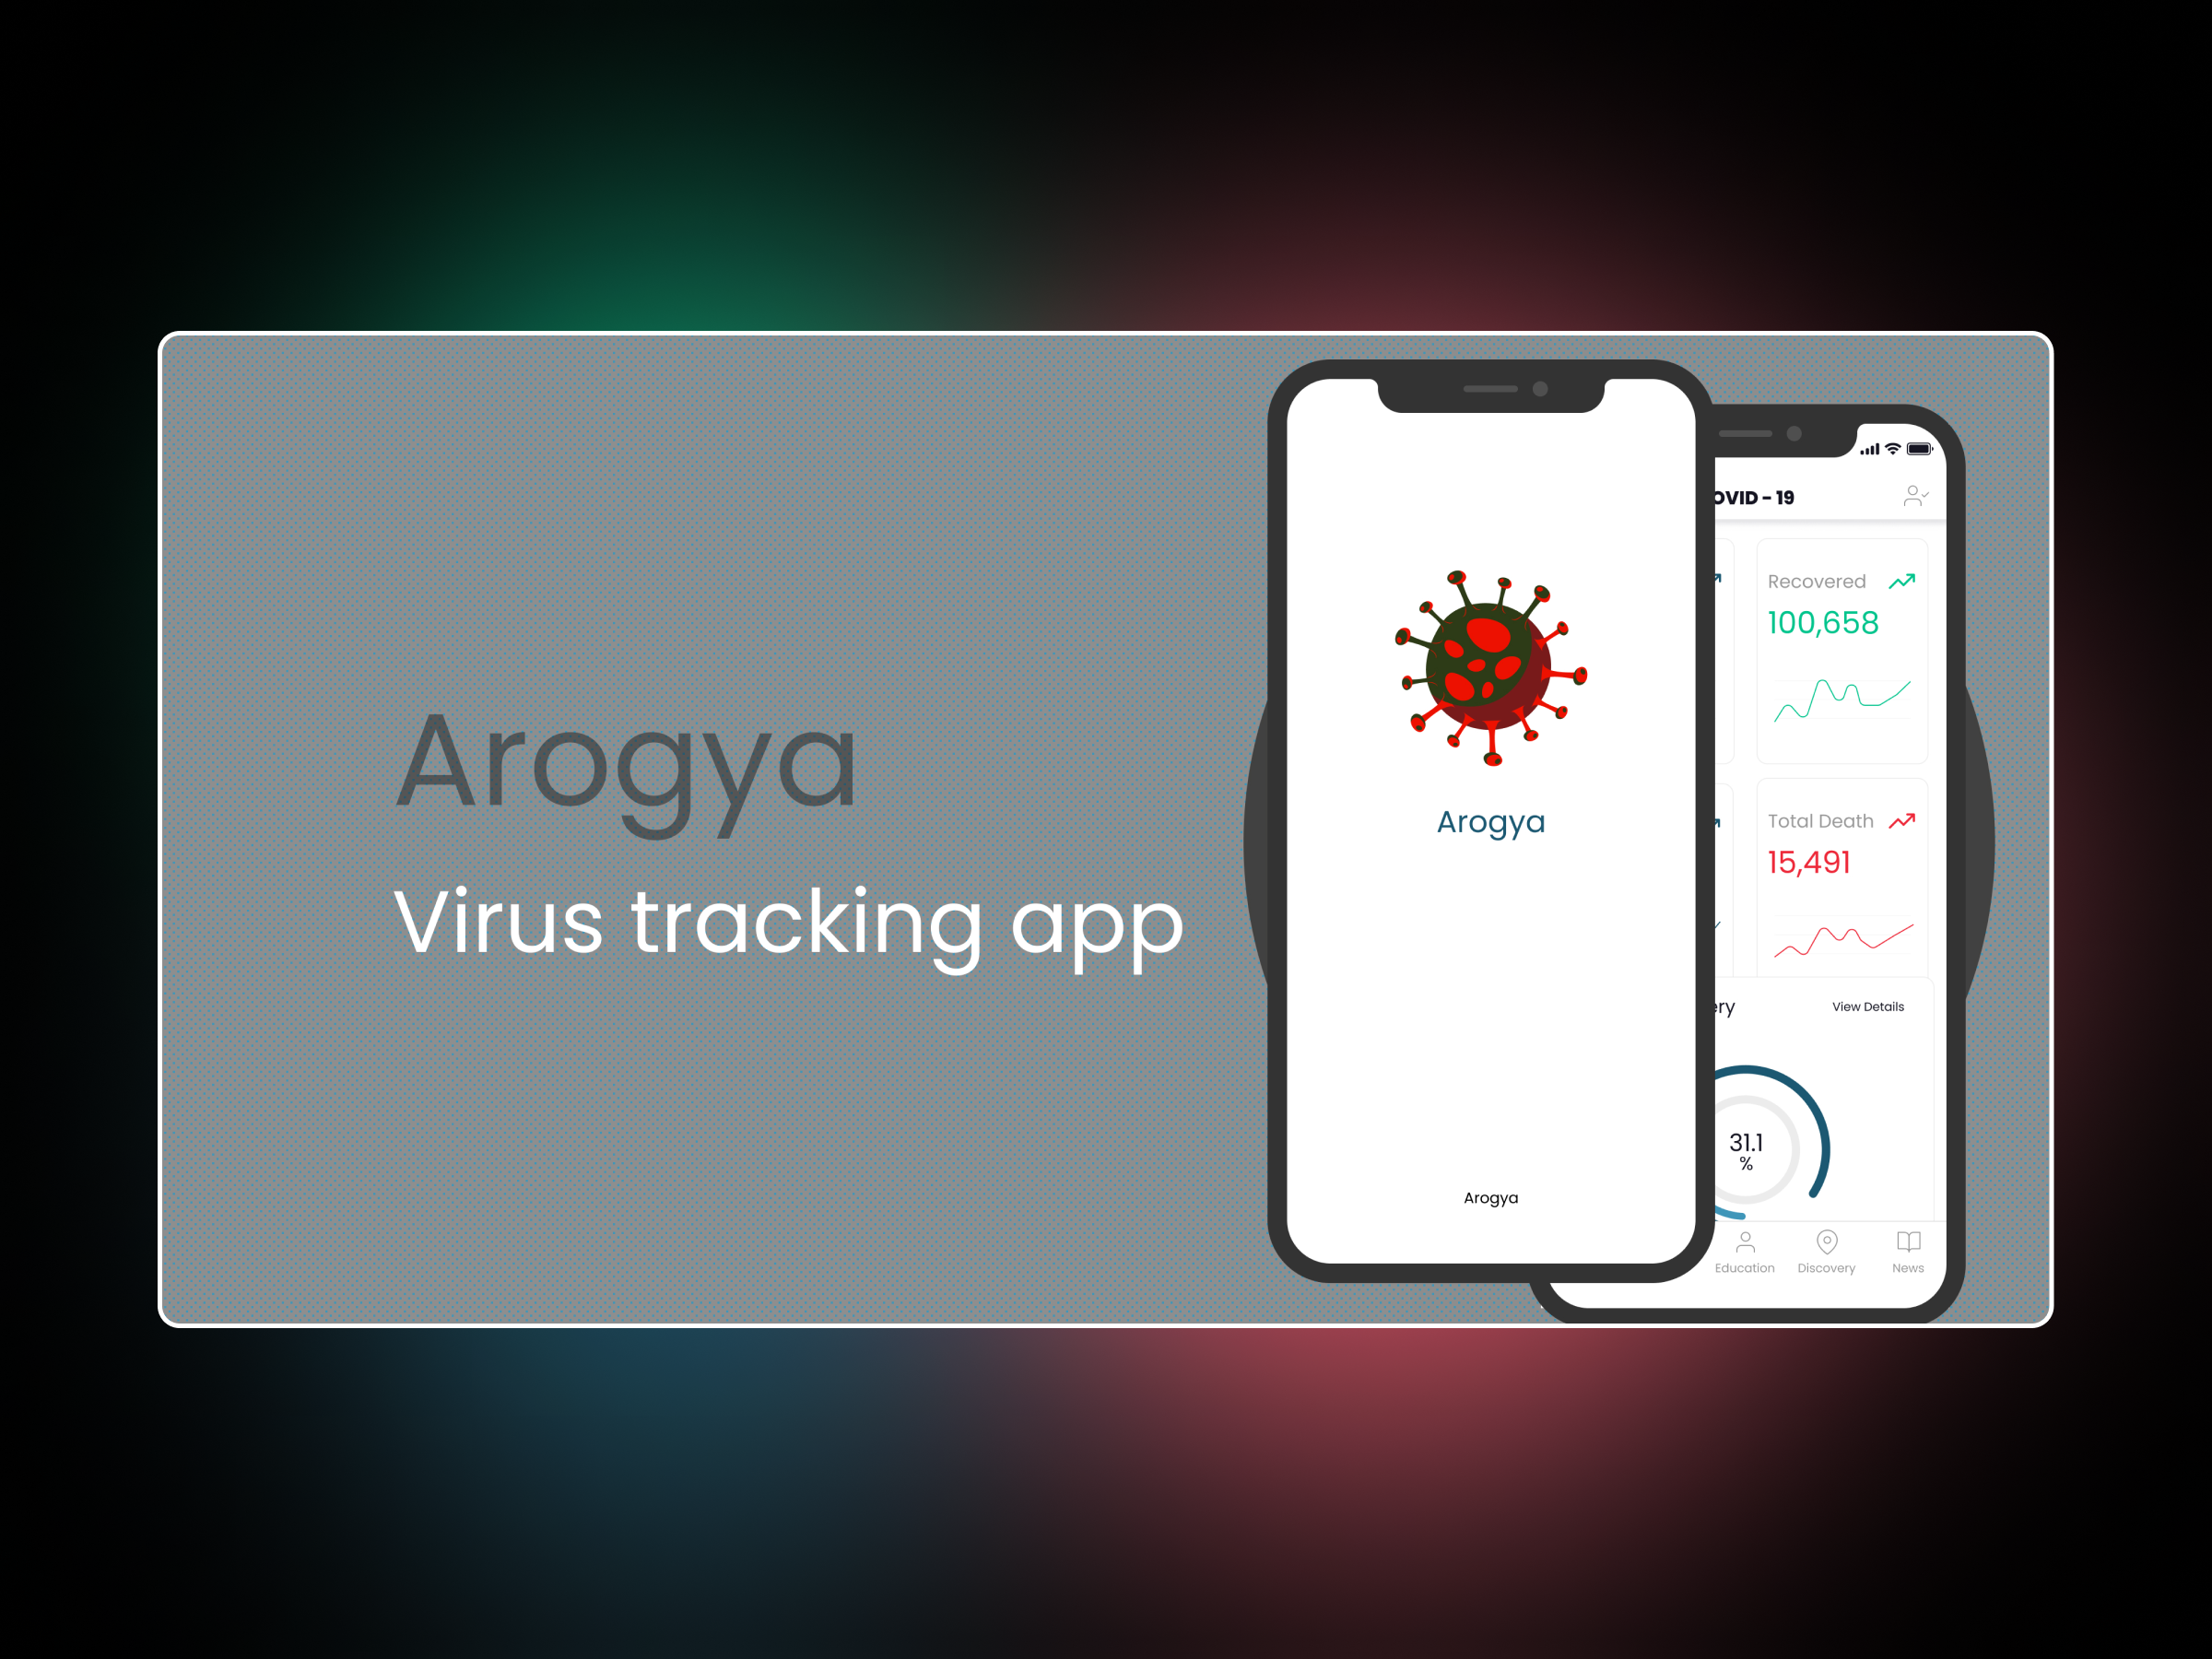 Arogya
Virus tracking app
Arogya
Arogya
OVID - 19
Recovered
100,658
Total Death
15,491
View Details
31.1
%
Education
Discovery
News